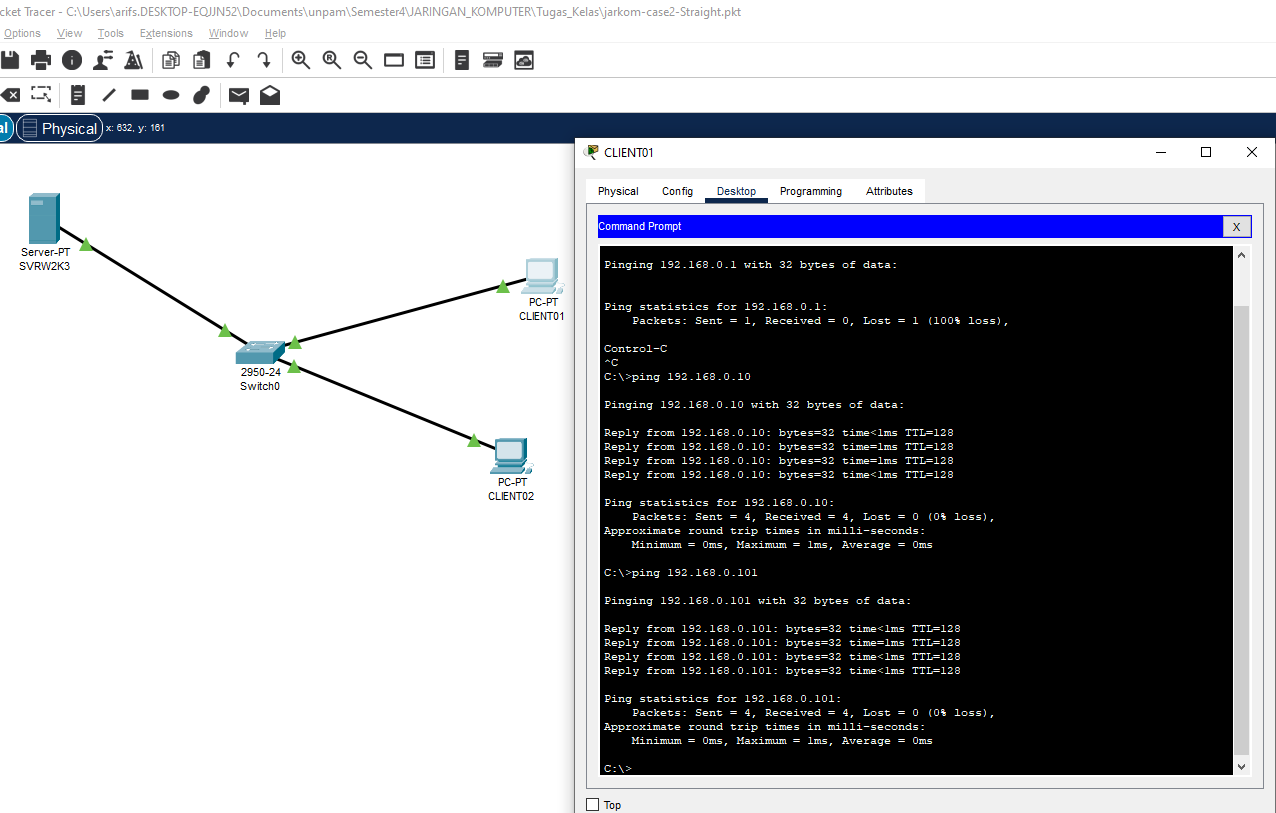 cket Tracer - C:\Users\arifs.DESKTOP-EQJJN52\Documents\unpam\Semester4\JARINGAN_KOMPUTER\Tugas_Kelas\jarkom-case2-Straight.pkt
Options View Tools Extensions Window Help
al Physical x: 632, y: 161
Server-PT
SVRW2K3
PC-PT
CLIENT01
2950-24
Switch0
PC-PT
CLIENT02
CLIENT01
Physical Config Desktop Programming Attributes
Command Prompt X
Pinging 192.168.0.1 with 32 bytes of data:
Ping statistics for 192.168.0.1:
Packets: Sent = 1, Received = 0, Lost = 1 (100% loss),
Control-C
^C
C:\>ping 192.168.0.10
Pinging 192.168.0.10 with 32 bytes of data:
Reply from 192.168.0.10: bytes=32 time<1ms TTL=128
Reply from 192.168.0.10: bytes=32 time=1ms TTL=128
Reply from 192.168.0.10: bytes=32 time=1ms TTL=128
Reply from 192.168.0.10: bytes=32 time<1ms TTL=128
Ping statistics for 192.168.0.10:
Packets: Sent = 4, Received = 4, Lost = 0 (0% loss),
Approximate round trip times in milli-seconds:
Minimum = 0ms, Maximum = 1ms, Average = 0ms
C:\>ping 192.168.0.101
Pinging 192.168.0.101 with 32 bytes of data:
Reply from 192.168.0.101: bytes=32 time<1ms TTL=128
Reply from 192.168.0.101: bytes=32 time=1ms TTL=128
Reply from 192.168.0.101: bytes=32 time<1ms TTL=128
Reply from 192.168.0.101: bytes=32 time<1ms TTL=128
Ping statistics for 192.168.0.101:
Packets: Sent = 4, Received = 4, Lost = 0 (0% loss),
Approximate round trip times in milli-seconds:
Minimum = 0ms, Maximum = 1ms, Average = 0ms
C:\>
Top